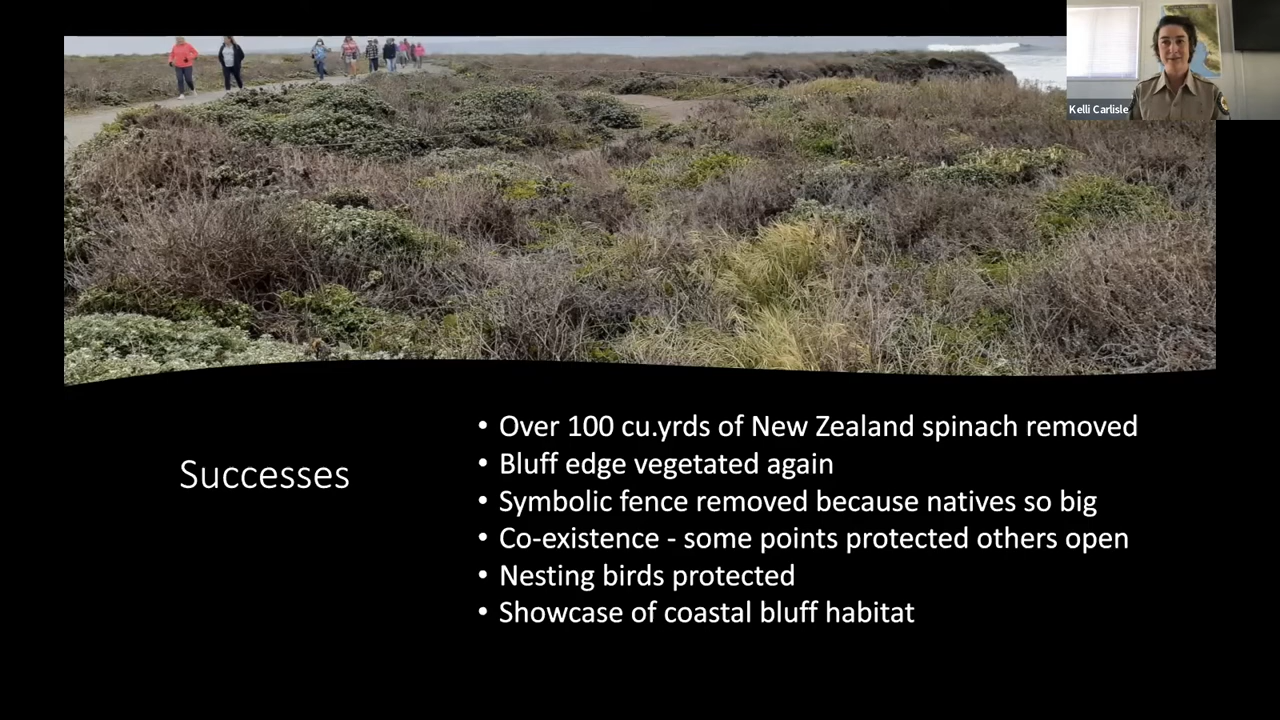 Kelli Carlisle
Successes
• Over 100 cu.yrds of New Zealand spinach removed
• Bluff edge vegetated again
• Symbolic fence removed because natives so big
• Co-existence - some points protected others open
• Nesting birds protected
• Showcase of coastal bluff habitat